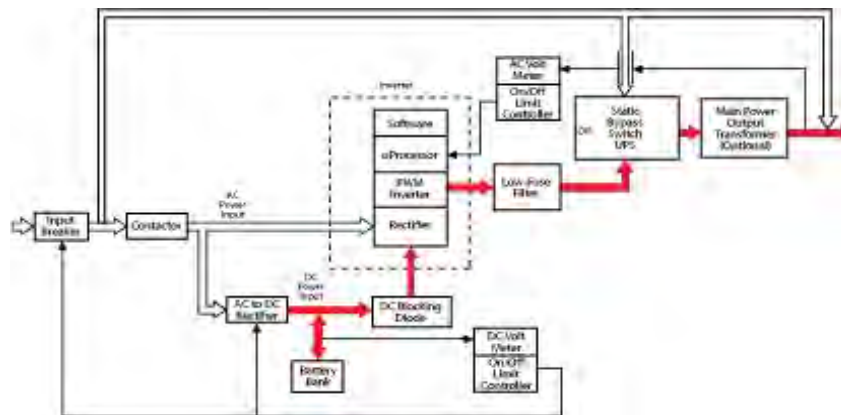 AC Volt
Meter
On/Off
Limit
Controller
Inverter
Software
uProcessor
PWM
Inverter
Rectifier
Static
Bypass
Switch
UPS
Main Power
Output
Transformer
(Optional)
Filter
AC
Power
Input
Input
Breaker
Contactor
DC
Power
Input
AC to DC
Rectifier
DC Blocking
Diode
Battery
Bank
DC Volt
Meter
On/Off
Limit
Controller